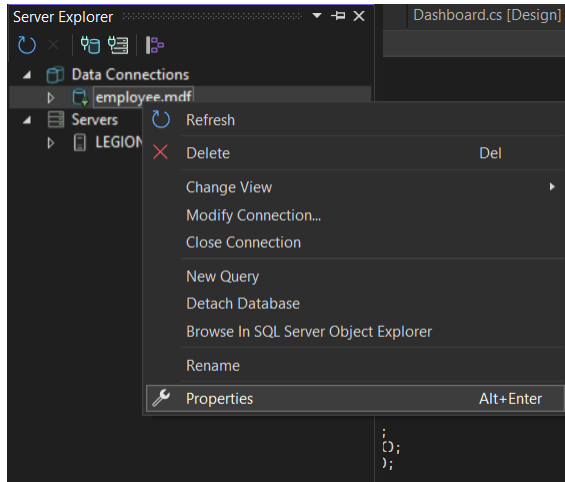 Server Explorer
Dashboard.cs [Design]
Data Connections
employee.mdf
Servers
LEGION
Refresh
Delete Del
Change View
Modify Connection...
Close Connection
New Query
Detach Database
Browse In SQL Server Object Explorer
Rename
Properties Alt+Enter
;
();
);